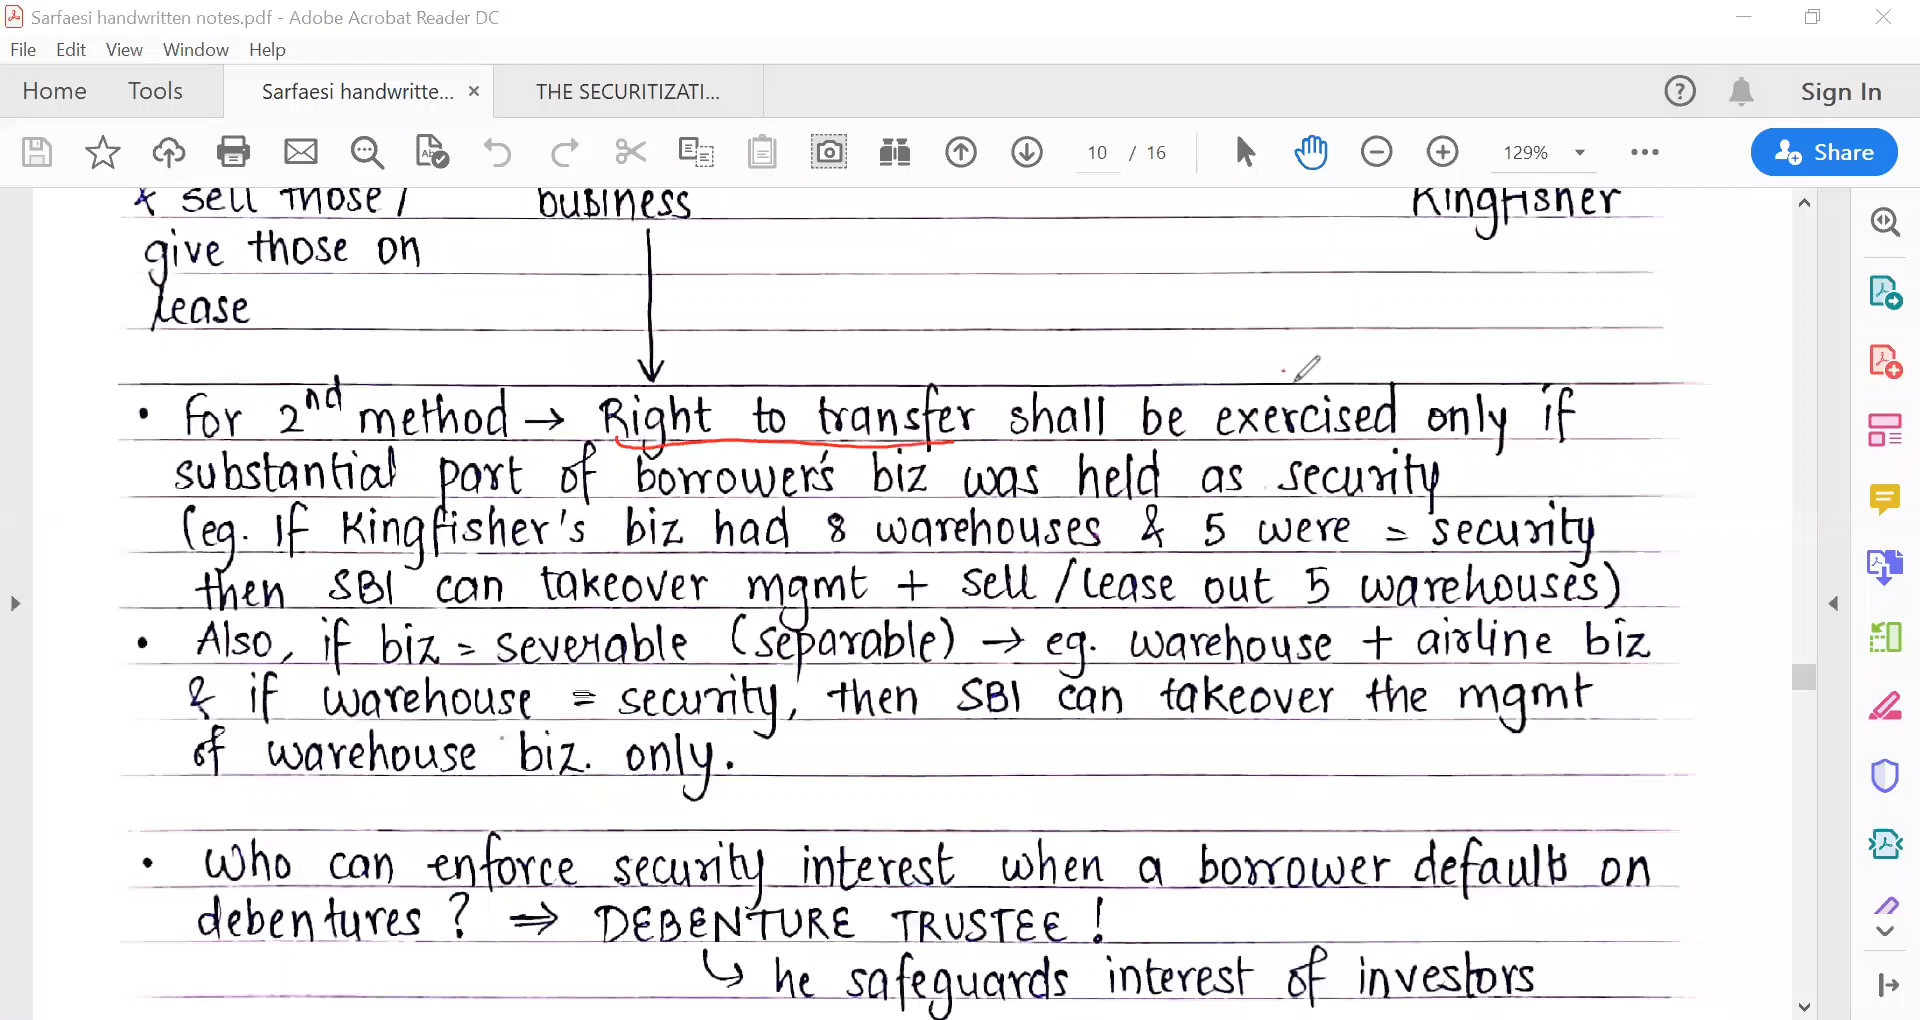 Sarfaesi handwritten notes.pdf - Adobe Acrobat Reader DC
File Edit View Window Help
Home Tools Sarfaesi handwritte... × THE SECURITIZATI... Sign In
10 / 16 129% Share
& sell those / business Kingfisher
give those on
lease
• For 2nd method → Right to transfer shall be exercised only if
substantial part of borrower's biz was held as security
(eg. If Kingfisher's biz had 8 warehouses & 5 were = security
then SBI can takeover mgmt + sell /lease out 5 warehouses)
• Also, if biz = severable (separable) → eg. warehouse + airline biz
& if warehouse = security, then SBI can takeover the mgmt
of warehouse biz. only.
• Who can enforce security interest when a borrower defaults on
debentures? ⇒ DEBENTURE TRUSTEE!
↳ he safeguards interest of investors